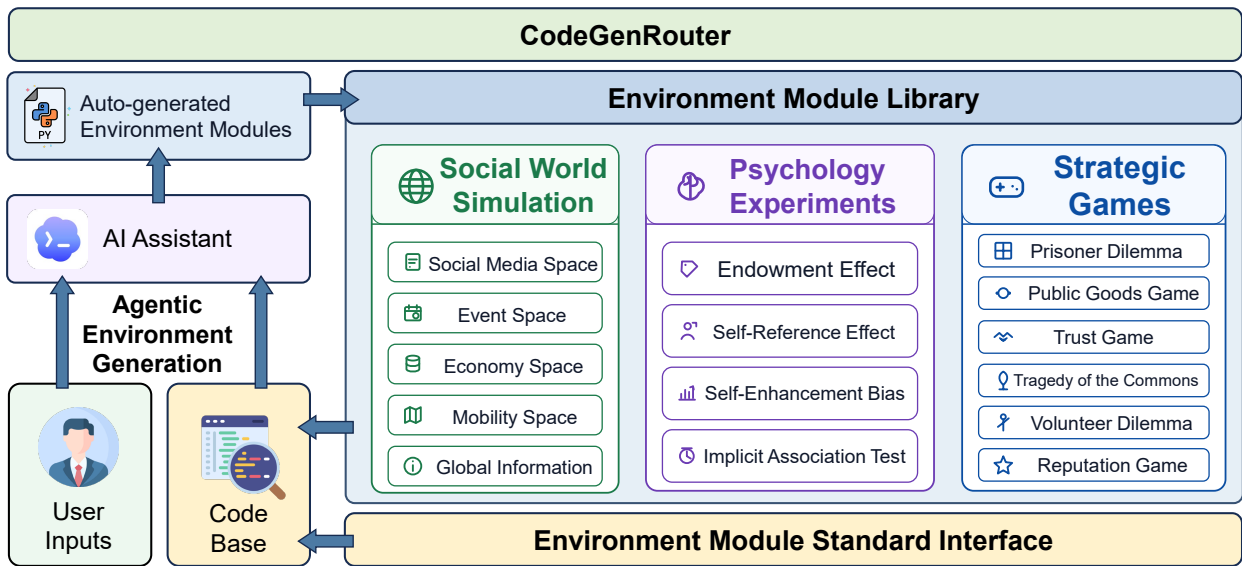 CodeGenRouter
Auto-generated
Environment Modules
PY
AI Assistant
Agentic
Environment
Generation
User
Inputs
Code
Base
Environment Module Library
Social World
Simulation
Social Media Space
Event Space
Economy Space
Mobility Space
Global Information
Psychology
Experiments
Endowment Effect
Self-Reference Effect
Self-Enhancement Bias
Implicit Association Test
Strategic
Games
Prisoner Dilemma
Public Goods Game
Trust Game
Tragedy of the Commons
Volunteer Dilemma
Reputation Game
Environment Module Standard Interface